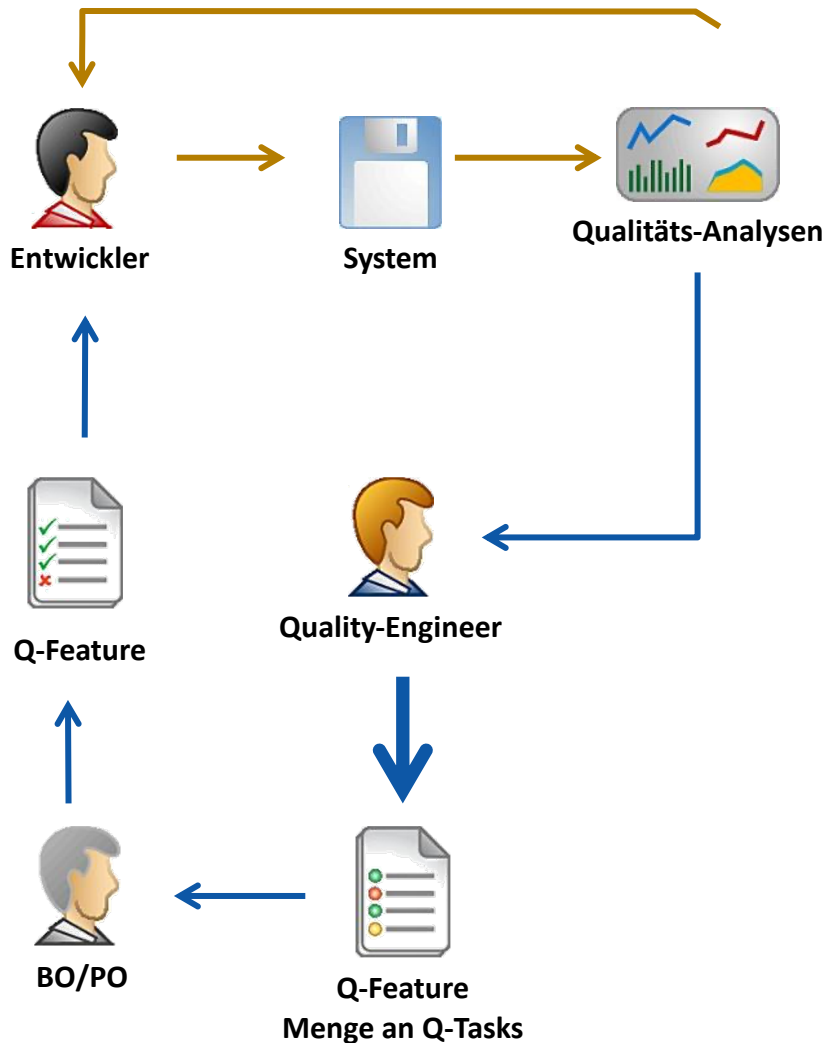 Entwickler
System
Qualitäts-Analysen
Q-Feature
Quality-Engineer
BO/PO
Q-Feature
Menge an Q-Tasks